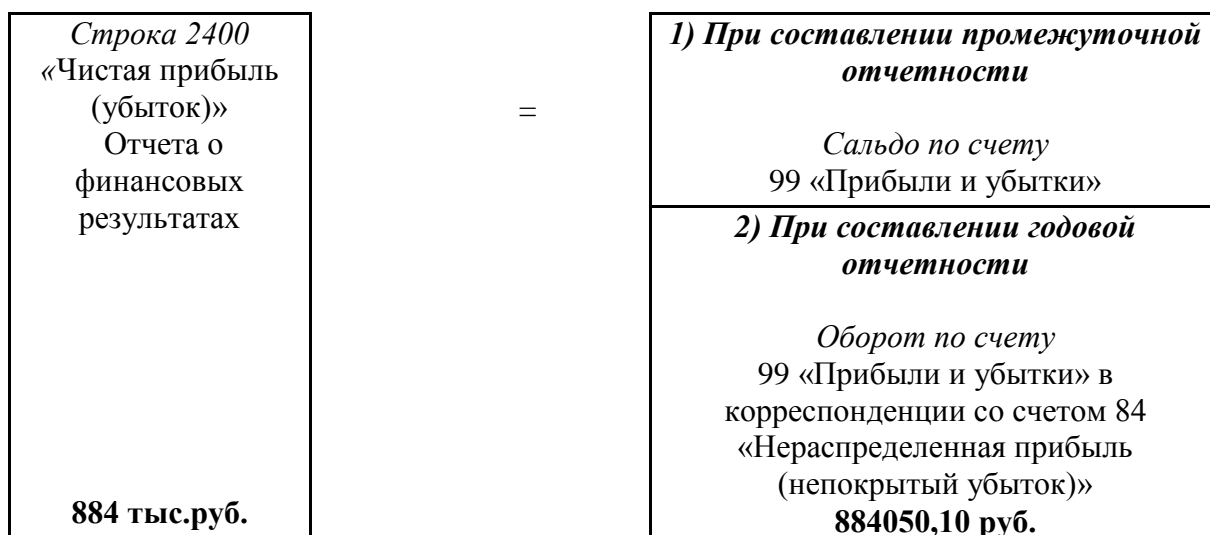 Строка 2400
«Чистая прибыль
(убыток)»
Отчета о
финансовых
результатах
884 тыс.руб.
=
1) При составлении промежуточной
отчетности
Сальдо по счету
99 «Прибыли и убытки»
2) При составлении годовой
отчетности
Оборот по счету
99 «Прибыли и убытки» в
корреспонденции со счетом 84
«Нераспределенная прибыль
(непокрытый убыток)»
884050,10 руб.